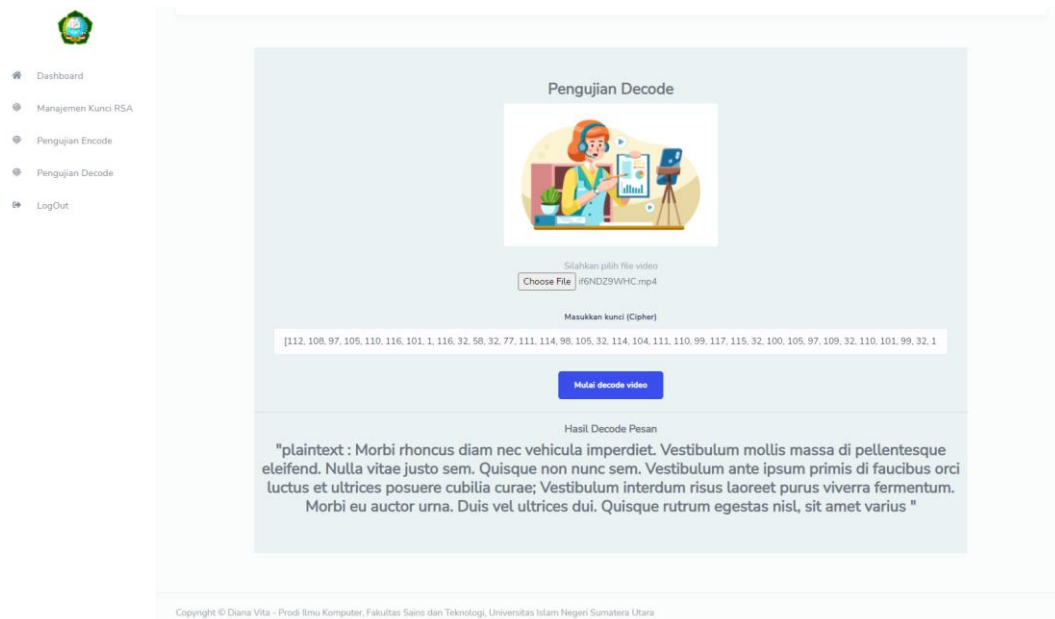 Dashboard
Manajemen Kunci RSA
Pengujian Encode
Pengujian Decode
LogOut
Pengujian Decode
Silahkan pilih file video
Choose File if6NDZ9WHC.mp4
Masukkan kunci (Cipher)
[112, 108, 97, 105, 110, 116, 101, 1, 116, 32, 58, 32, 77, 111, 114, 98, 105, 32, 114, 104, 111, 110, 99, 117, 115, 32, 100, 105, 97, 109, 32, 110, 101, 99, 32, 1
Mulai decode video
Hasil Decode Pesan
"plaintext : Morbi rhoncus diam nec vehicula imperdiet. Vestibulum mollis massa di pellentesque
eleifend. Nulla vitae justo sem. Quisque non nunc sem. Vestibulum ante ipsum primis di faucibus orci
luctus et ultrices posuere cubilia curae; Vestibulum interdum risus laoreet purus viverra fermentum.
Morbi eu auctor urna. Duis vel ultrices dui. Quisque rutrum egestas nisl, sit amet varius "
Copyright © Diana Vita - Prodi Ilmu Komputer, Fakultas Sains dan Teknologi, Universitas Islam Negeri Sumatera Utara